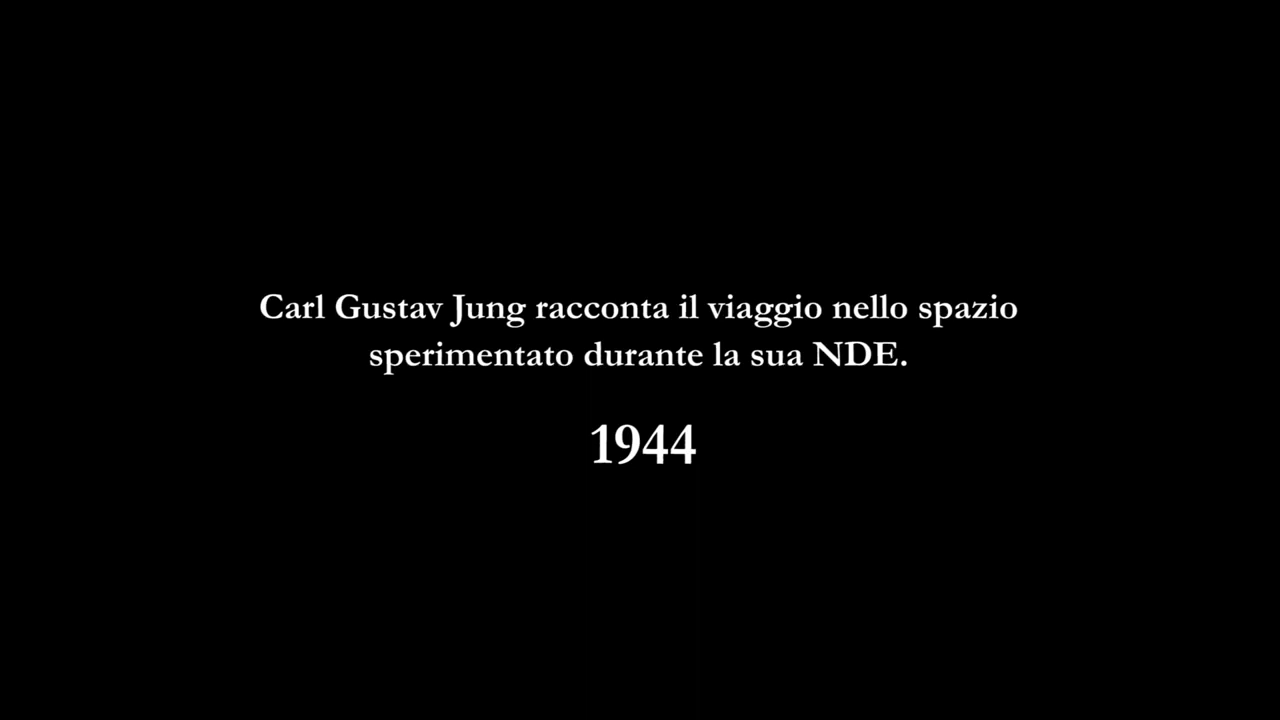 Carl Gustav Jung racconta il viaggio nello spazio
sperimentato durante la sua NDE.
1944